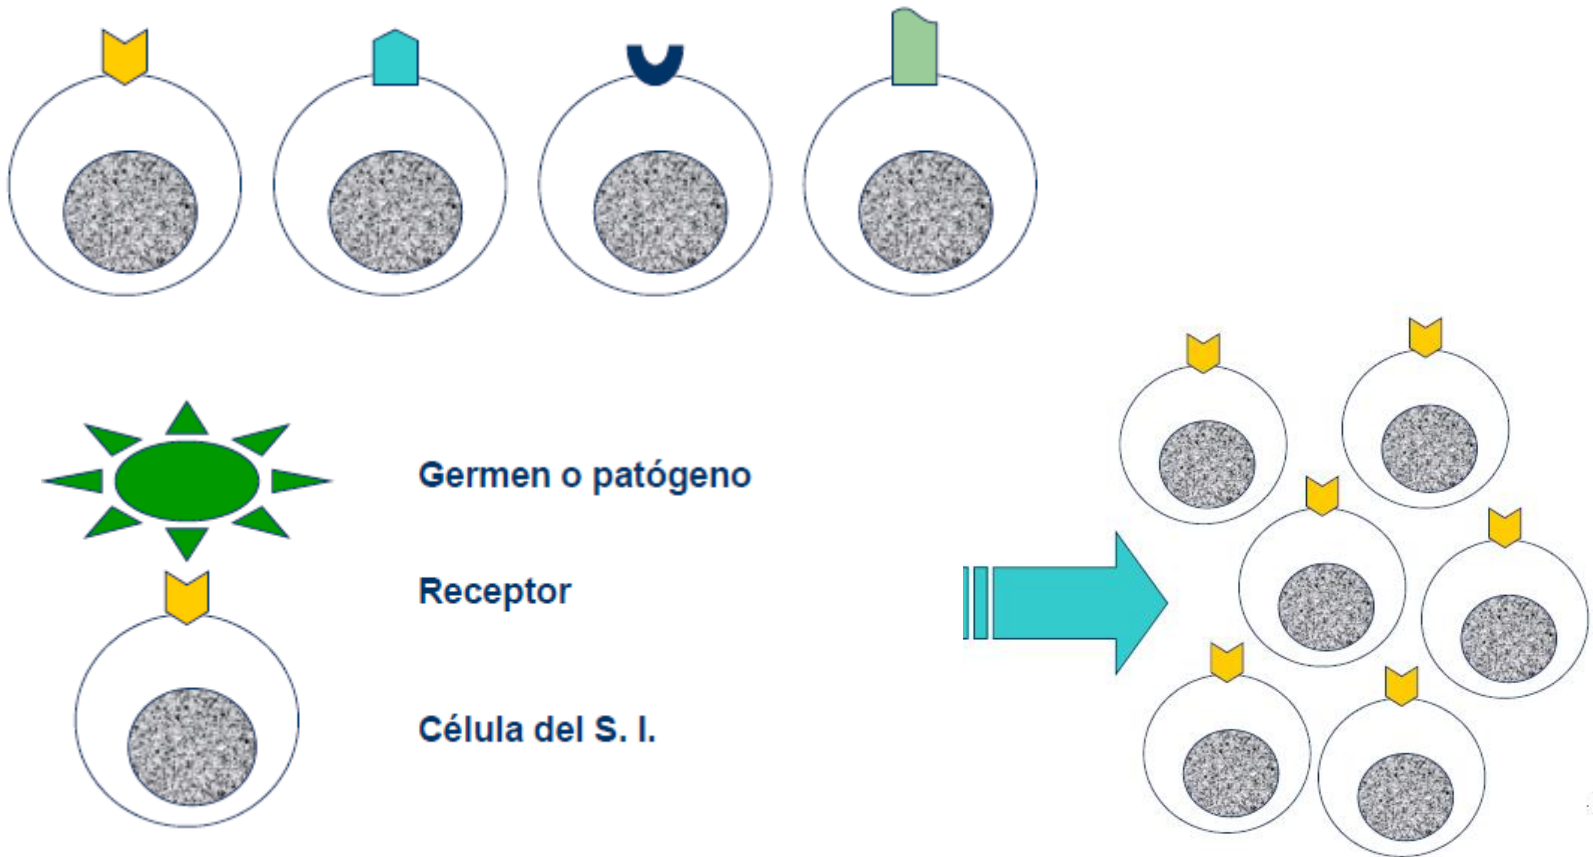 Germen o patógeno
Receptor
Célula del S. I.